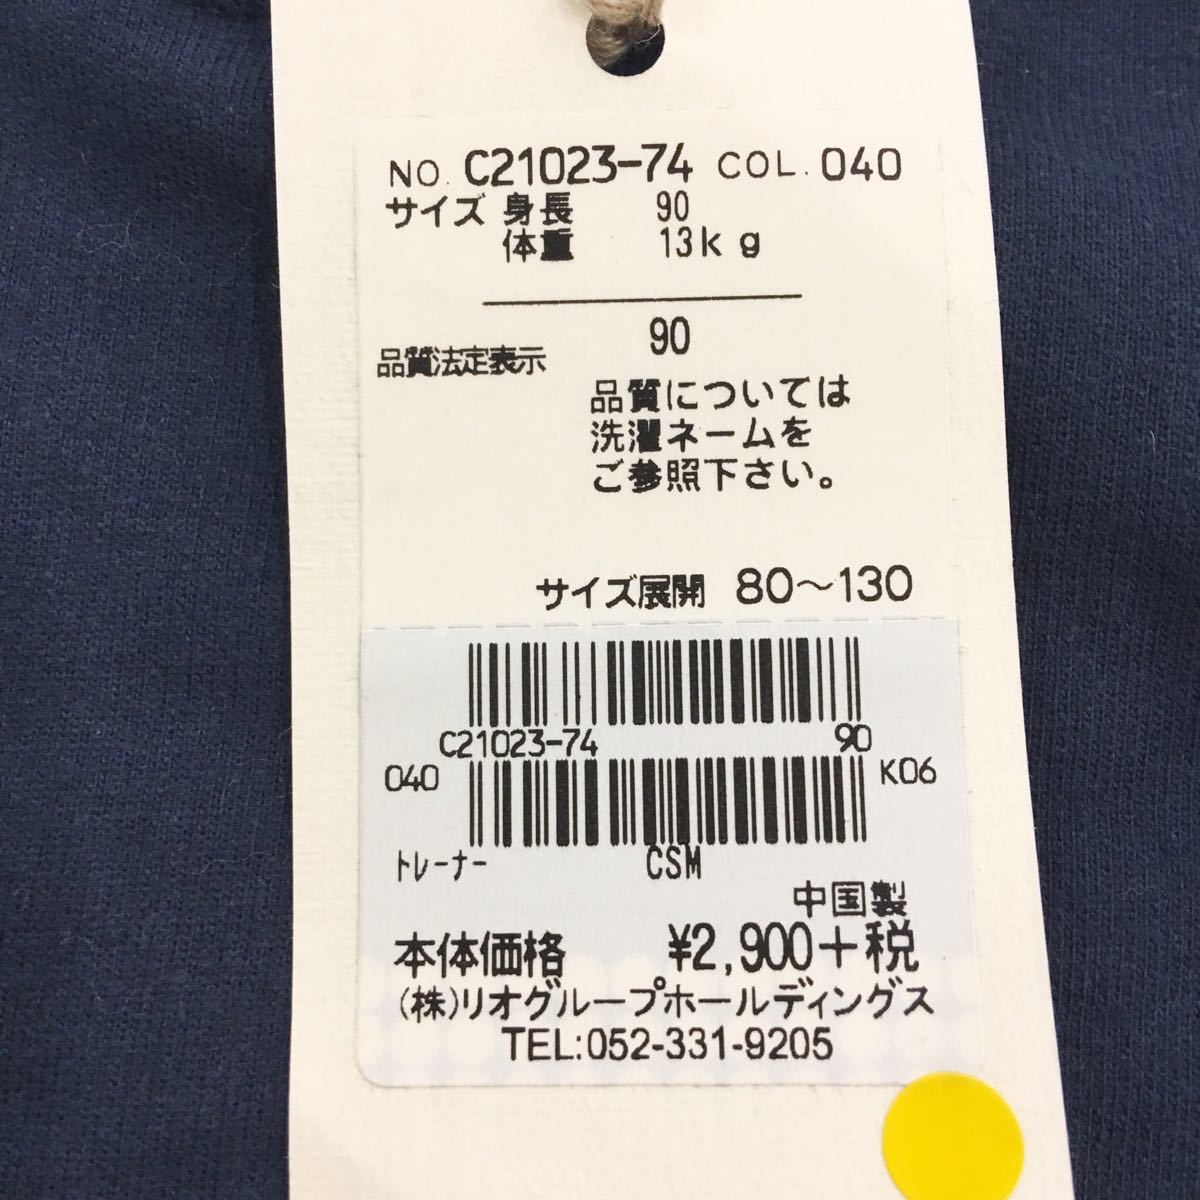 NO. C21023-74 COL. 040
サイズ 身長 90
体重 13kg
90
品質法定表示
品質については
洗濯ネームを
ご参照下さい。
サイズ展開 80〜130
C21023-74 90
040 K06
トレーナー CSM
中国製
本体価格 ¥2,900+税
(株)リオグループホールディングス
TEL:052-331-9205